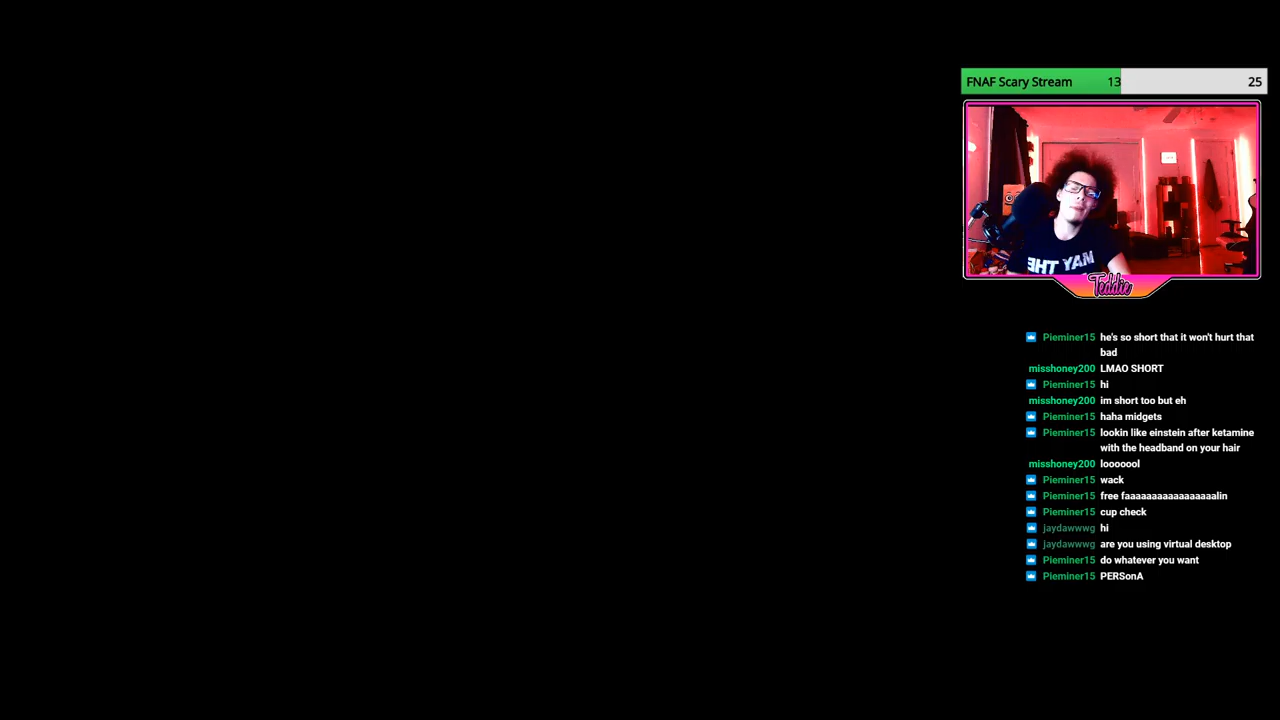 FNAF Scary Stream 13 25
EHT YAN
Teddie
Pieminer15 he's so short that it won't hurt that
bad
misshoney200 LMAO SHORT
Pieminer15 hi
misshoney200 im short too but eh
Pieminer15 haha midgets
Pieminer15 lookin like einstein after ketamine
with the headband on your hair
misshoney200 looooool
Pieminer15 wack
Pieminer15 free faaaaaaaaaaaaaaaalin
Pieminer15 cup check
jaydawwwg hi
jaydawwwg are you using virtual desktop
Pieminer15 do whatever you want
Pieminer15 PERSonA